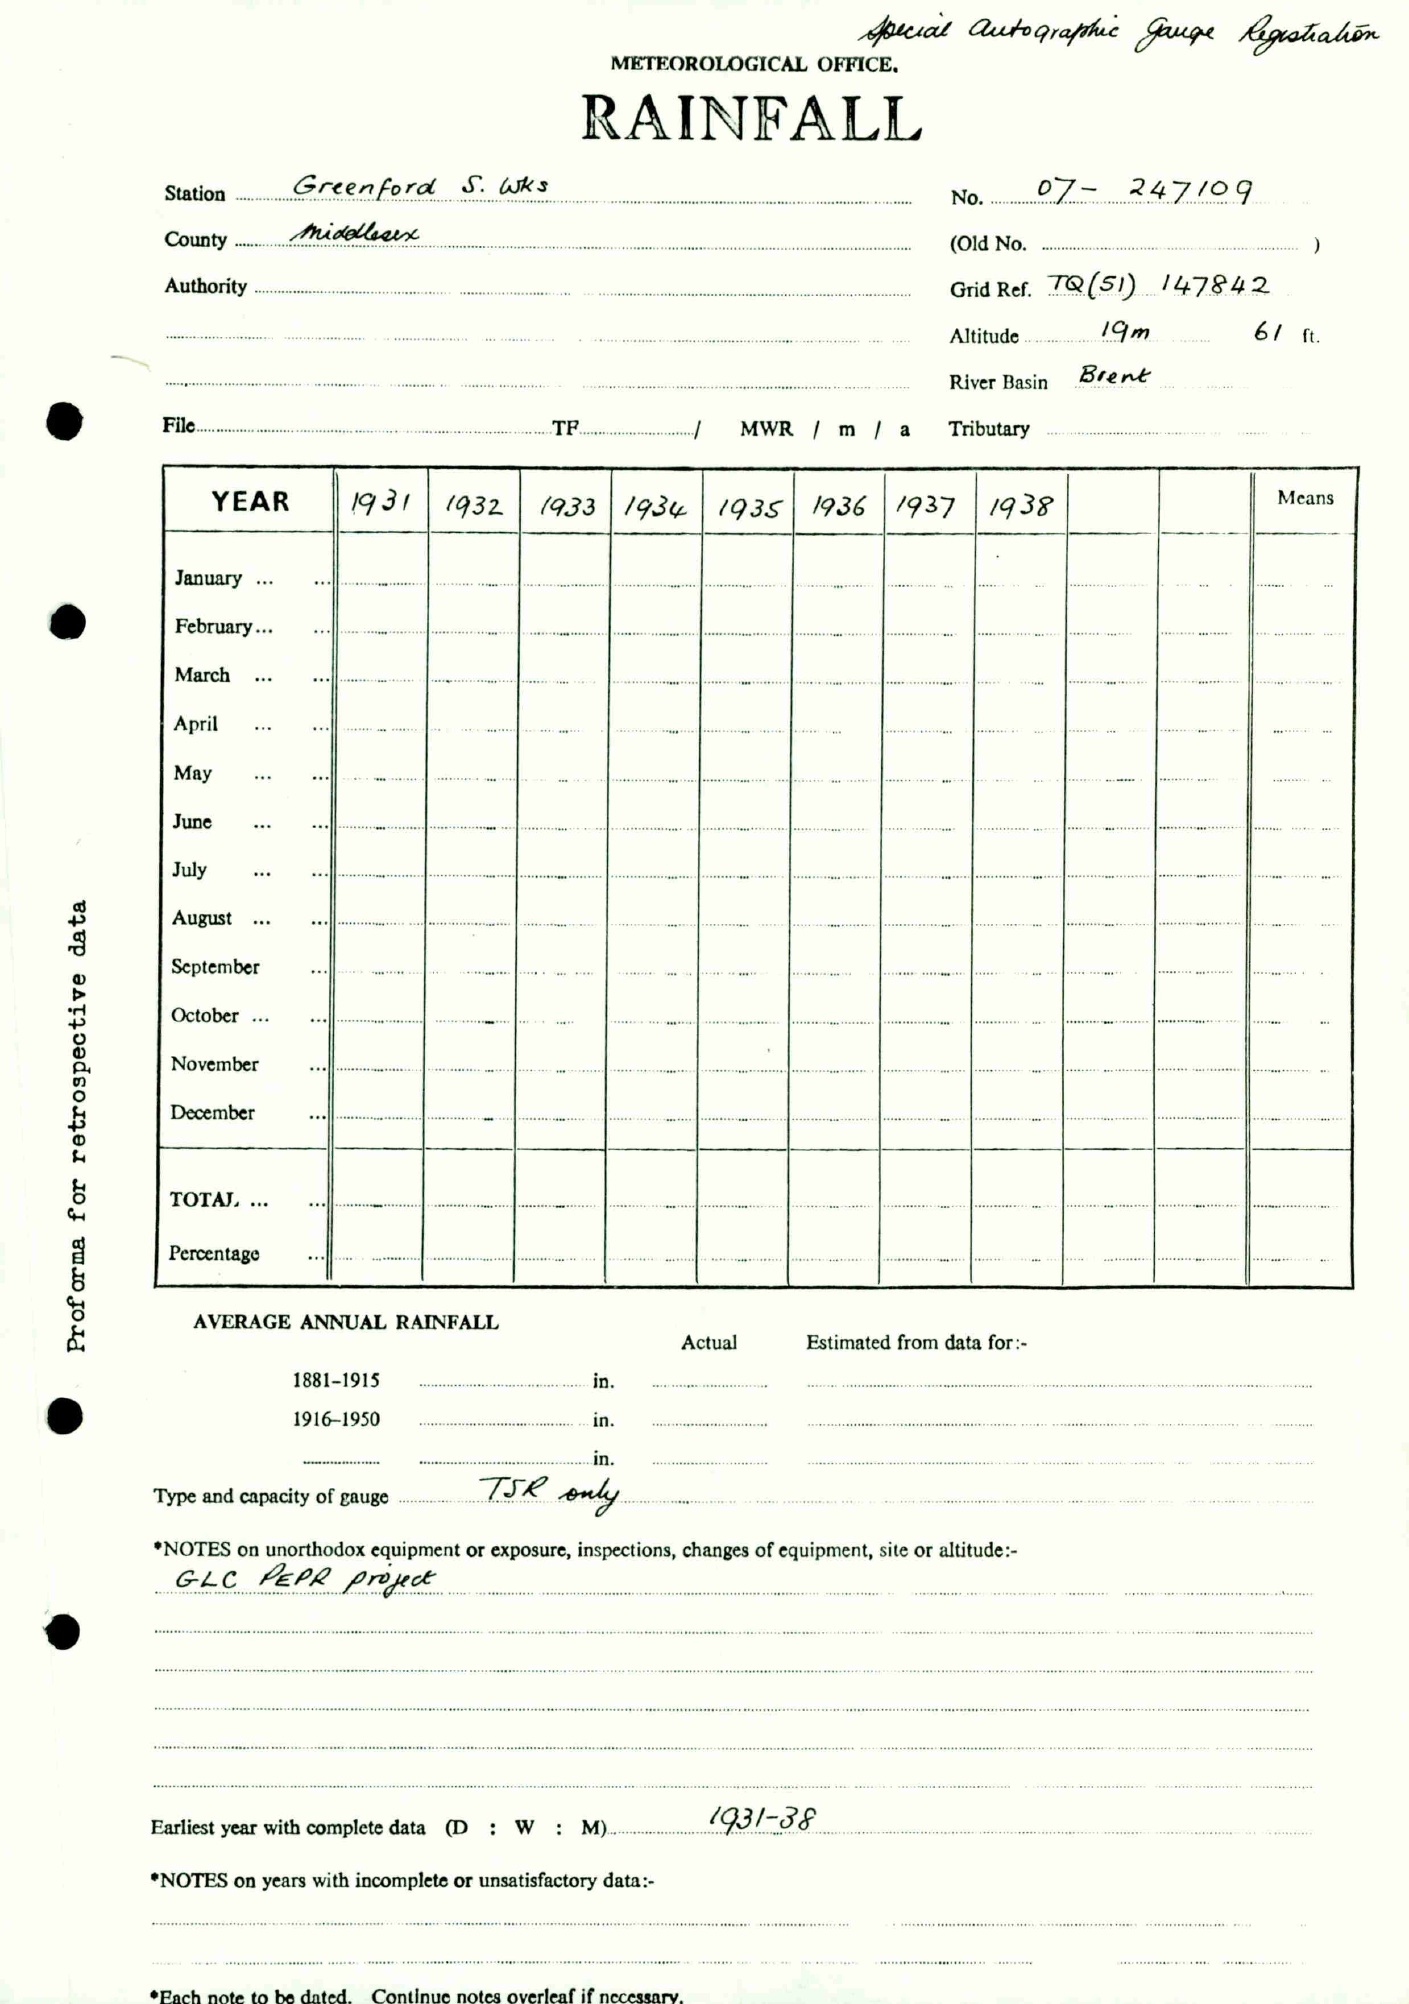 Special Autographic Gauge Registration
METEOROLOGICAL OFFICE.
RAINFALL
Station Greenford S. Wks No. 07- 247109
County Middlesex (Old No. )
Authority Grid Ref. TQ(51) 147842
Altitude 19m 61 ft.
River Basin Brent
File TF / MWR / m / a Tributary
YEAR 1931 1932 1933 1934 1935 1936 1937 1938 Means
January ... ...
February... ...
March ... ...
April ... ...
May ... ...
June ... ...
July ... ...
August ... ...
September ...
October ... ...
November ...
December ...
TOTAL ... ...
Percentage ...
Proforma for retrospective data
AVERAGE ANNUAL RAINFALL
Actual Estimated from data for:-
1881-1915 in.
1916-1950 in.
in.
Type and capacity of gauge TSR only
*NOTES on unorthodox equipment or exposure, inspections, changes of equipment, site or altitude:-
GLC PEPR project
Earliest year with complete data (D : W : M) 1931-38
*NOTES on years with incomplete or unsatisfactory data:-
*Each note to be dated. Continue notes overleaf if necessary.